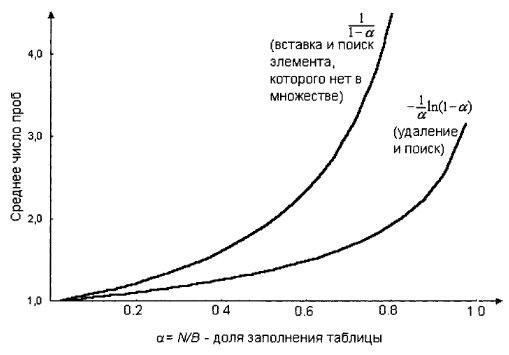 1
1−α
(вставка и поиск
элемента,
которого нет в
множестве)
−1/α ln(1−α)
(удаление
и поиск)
Среднее число проб
4,0
3,0
2,0
1,0
0.2
0.4
0.6
0.8
1 0
α= N/B - доля заполнения таблицы